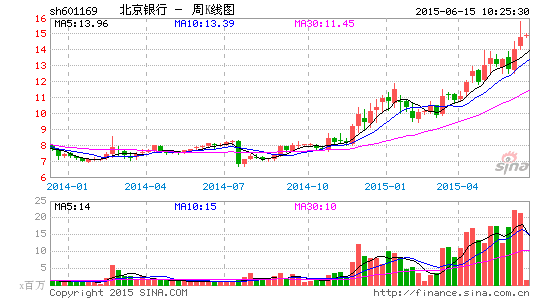 sh601169 北京银行 - 周K线图 2015-06-15 10:25:30
MA5:13.96 MA10:13.39 MA30:11.45
16
15
14
13
12
11
10
9
8
7
6
sina
2014-01 2014-04 2014-07 2014-10 2015-01 2015-04
MA5:14 MA10:15 MA30:10
25
20
15
10
5
x百万
Copyright 2015 SINA.COM http://finance.sina.com.cn/